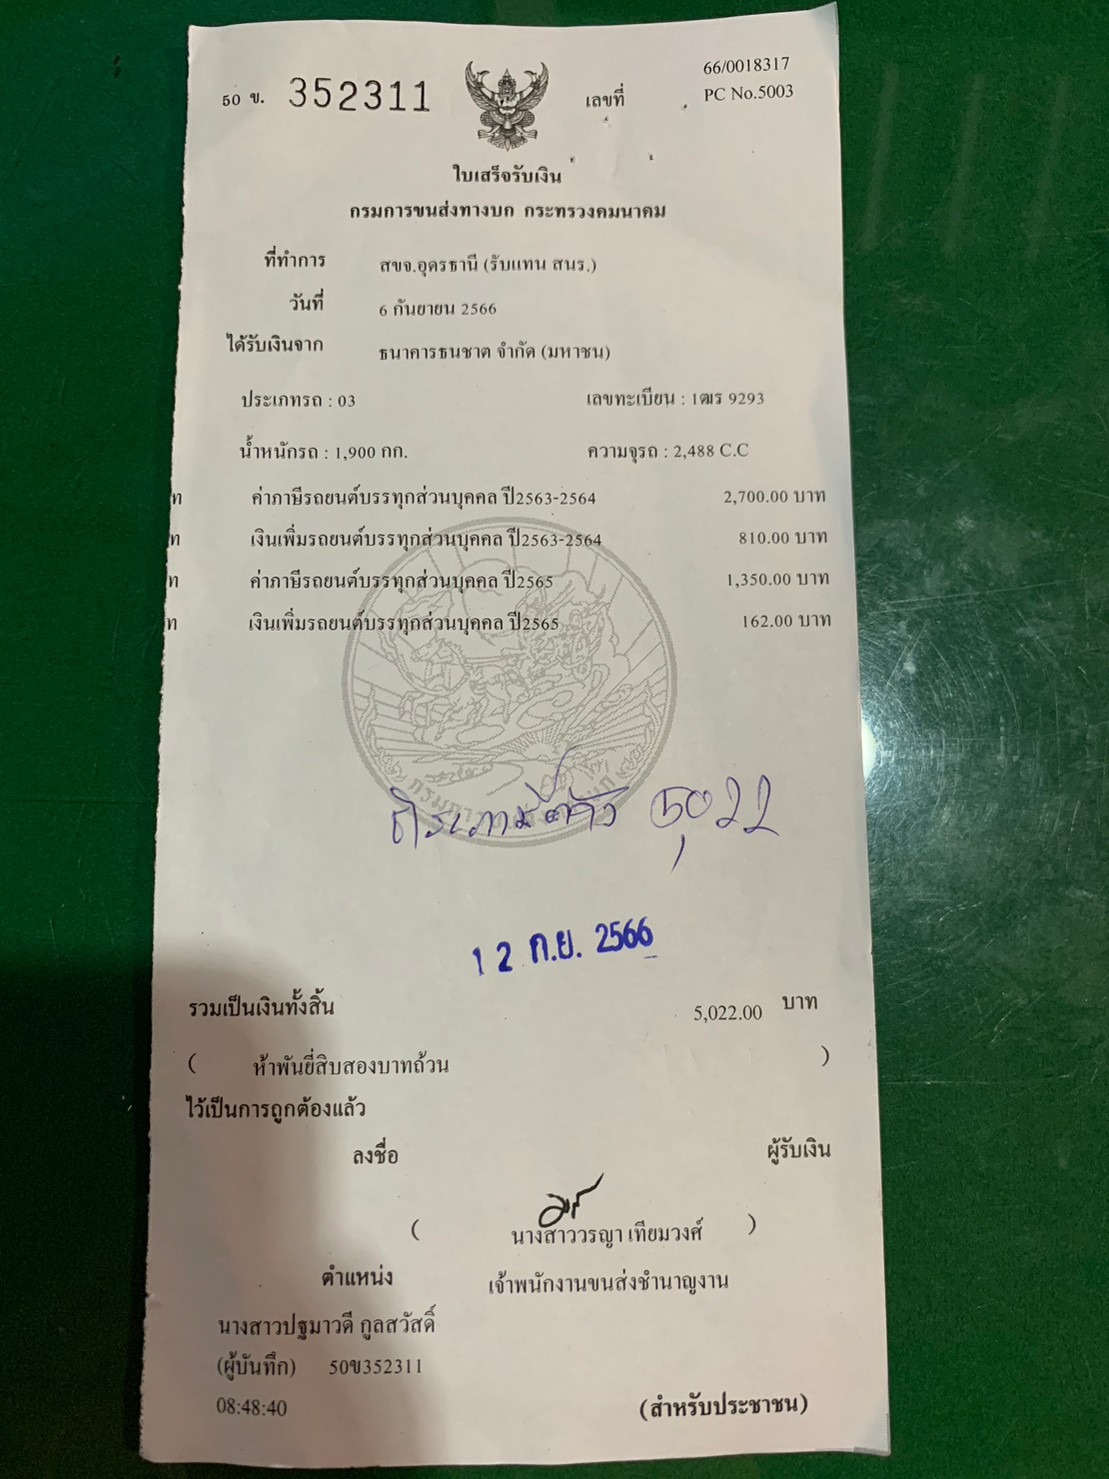 50 ข. 352311
เลขที่
66/0018317
PC No.5003
ใบเสร็จรับเงิน
กรมการขนส่งทางบก กระทรวงคมนาคม
ที่ทำการ สขจ.อุดรธานี (รับแทน สนร.)
วันที่ 6 กันยายน 2566
ได้รับเงินจาก ธนาคารธนชาต จำกัด (มหาชน)
ประเภทรถ : 03 เลขทะเบียน : 1ฒร 9293
น้ำหนักรถ : 1,900 กก. ความจุรถ : 2,488 C.C
ท ค่าภาษีรถยนต์บรรทุกส่วนบุคคล ปี2563-2564 2,700.00 บาท
ท เงินเพิ่มรถยนต์บรรทุกส่วนบุคคล ปี2563-2564 810.00 บาท
ท ค่าภาษีรถยนต์บรรทุกส่วนบุคคล ปี2565 1,350.00 บาท
ท เงินเพิ่มรถยนต์บรรทุกส่วนบุคคล ปี2565 162.00 บาท
5,022
12 ก.ย. 2566
รวมเป็นเงินทั้งสิ้น 5,022.00 บาท
( ห้าพันยี่สิบสองบาทถ้วน )
ไว้เป็นการถูกต้องแล้ว
ลงชื่อ ผู้รับเงิน
( นางสาววรญา เทียมวงศ์ )
ตำแหน่ง เจ้าพนักงานขนส่งชำนาญงาน
นางสาวปฐมาวดี กูลสวัสดิ์
(ผู้บันทึก) 50ข352311
08:48:40 (สำหรับประชาชน)